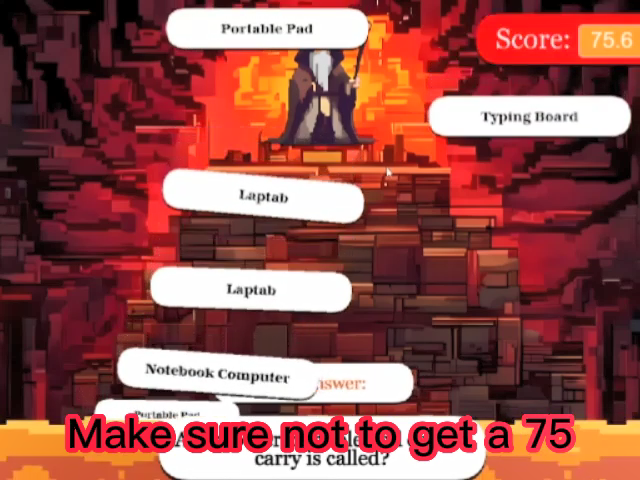 Portable Pad
Score: 75.6
Typing Board
Laptab
Laptab
Notebook Computer
nswer:
Portable Pad
Make sure not to get a 75
carry is called?